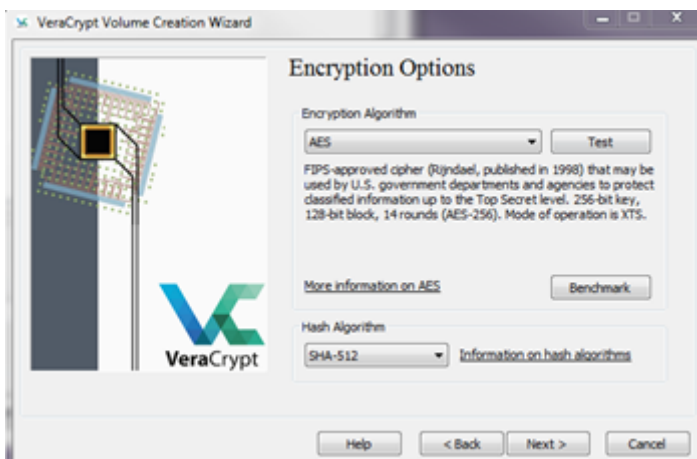 VeraCrypt Volume Creation Wizard
Encryption Options
Encryption Algorithm
AES
Test
FIPS-approved cipher (Rijndael, published in 1998) that may be
used by U.S. government departments and agencies to protect
classified information up to the Top Secret level. 256-bit key,
128-bit block, 14 rounds (AES-256). Mode of operation is XTS.
More information on AES
Benchmark
Hash Algorithm
SHA-512
Information on hash algorithms
VeraCrypt
Help
< Back
Next >
Cancel